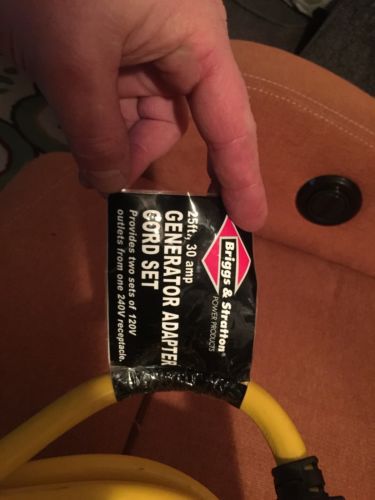 Briggs & Stratton®
POWER PRODUCTS
25ft., 30 amp
GENERATOR ADAPTER
CORD SET
Provides two sets of 120V
outlets from one 240V receptacle.